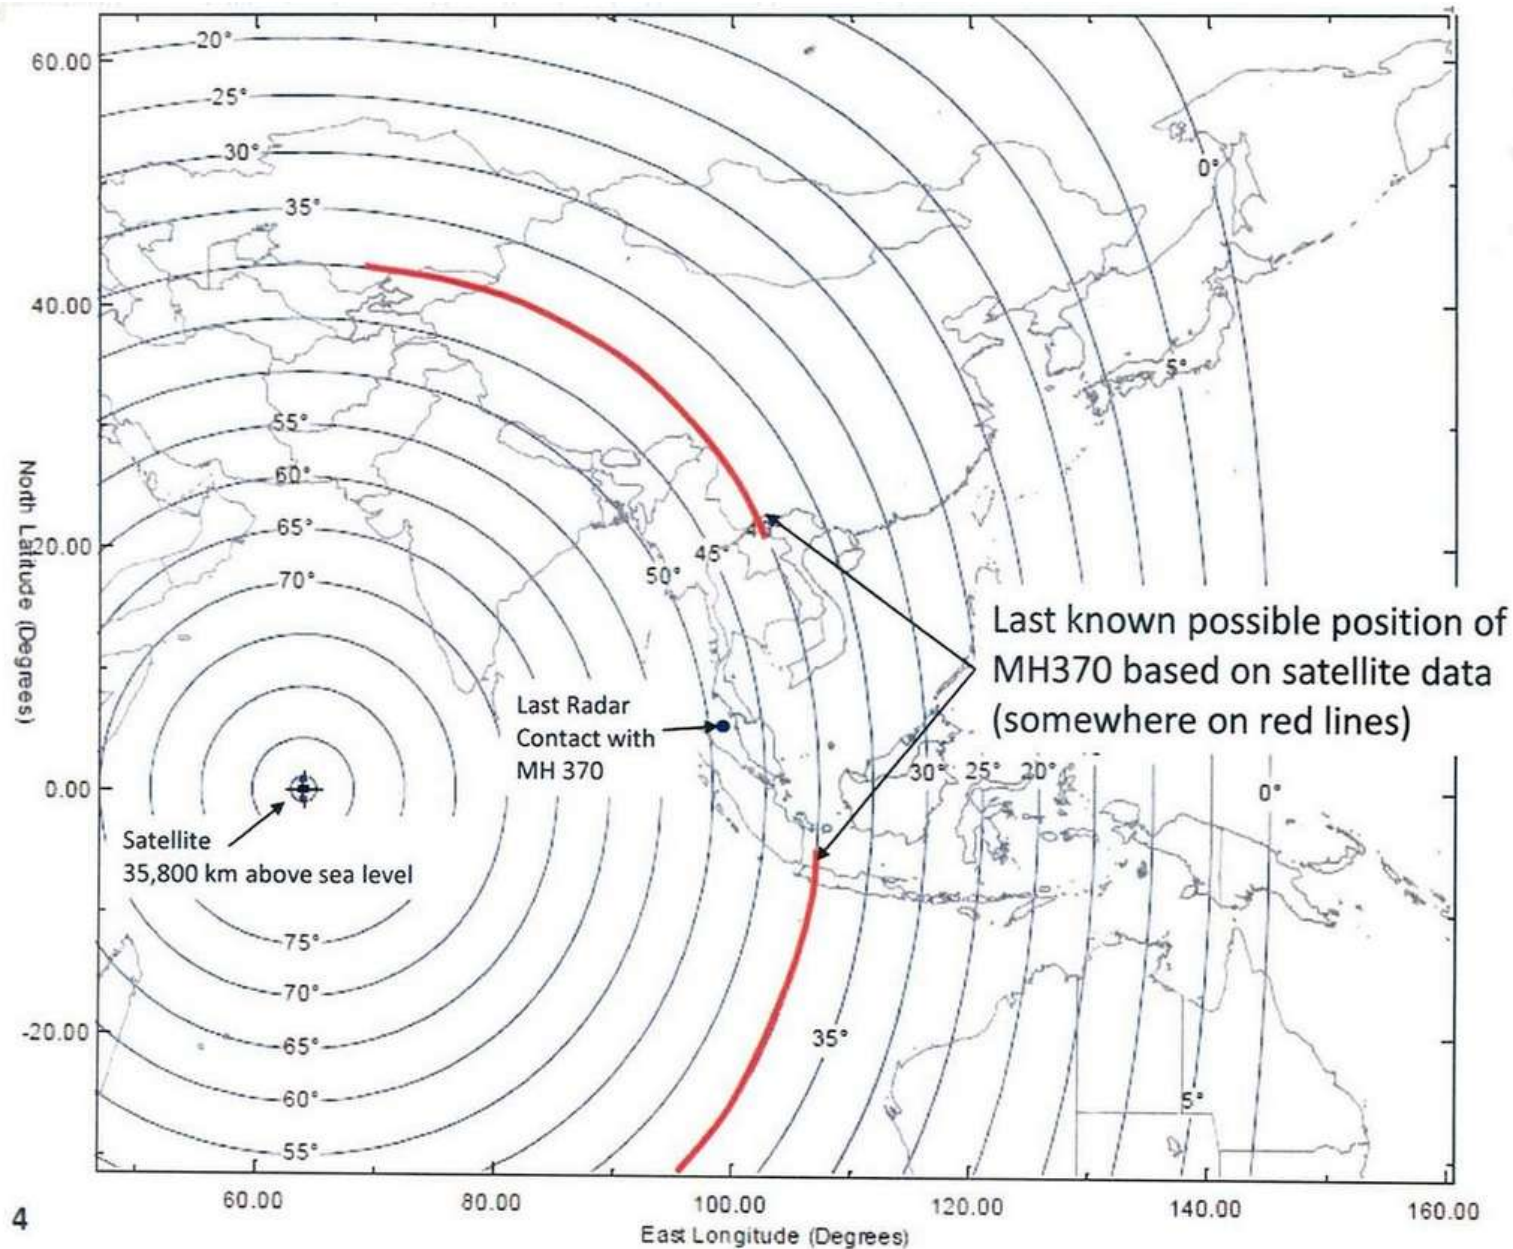 20°
60.00
25°
30°
0°
35°
40.00
5°
55°
60°
North Latitude (Degrees)
65°
20.00
45°
50°
70°
Last known possible position of
MH370 based on satellite data
(somewhere on red lines)
Last Radar
Contact with
MH 370
30° 25° 20°
0.00
0°
Satellite
35,800 km above sea level
75°
70°
-20.00
35°
65°
60°
5°
55°
60.00 80.00 100.00 120.00 140.00 160.00
4
East Longitude (Degrees)